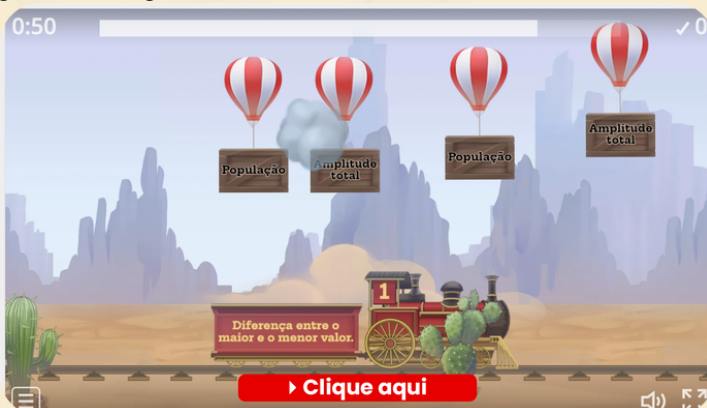 0:50
✓ 0
População
Amplitude
total
População
Amplitude
total
1
Diferença entre o
maior e o menor valor.
Clique aqui